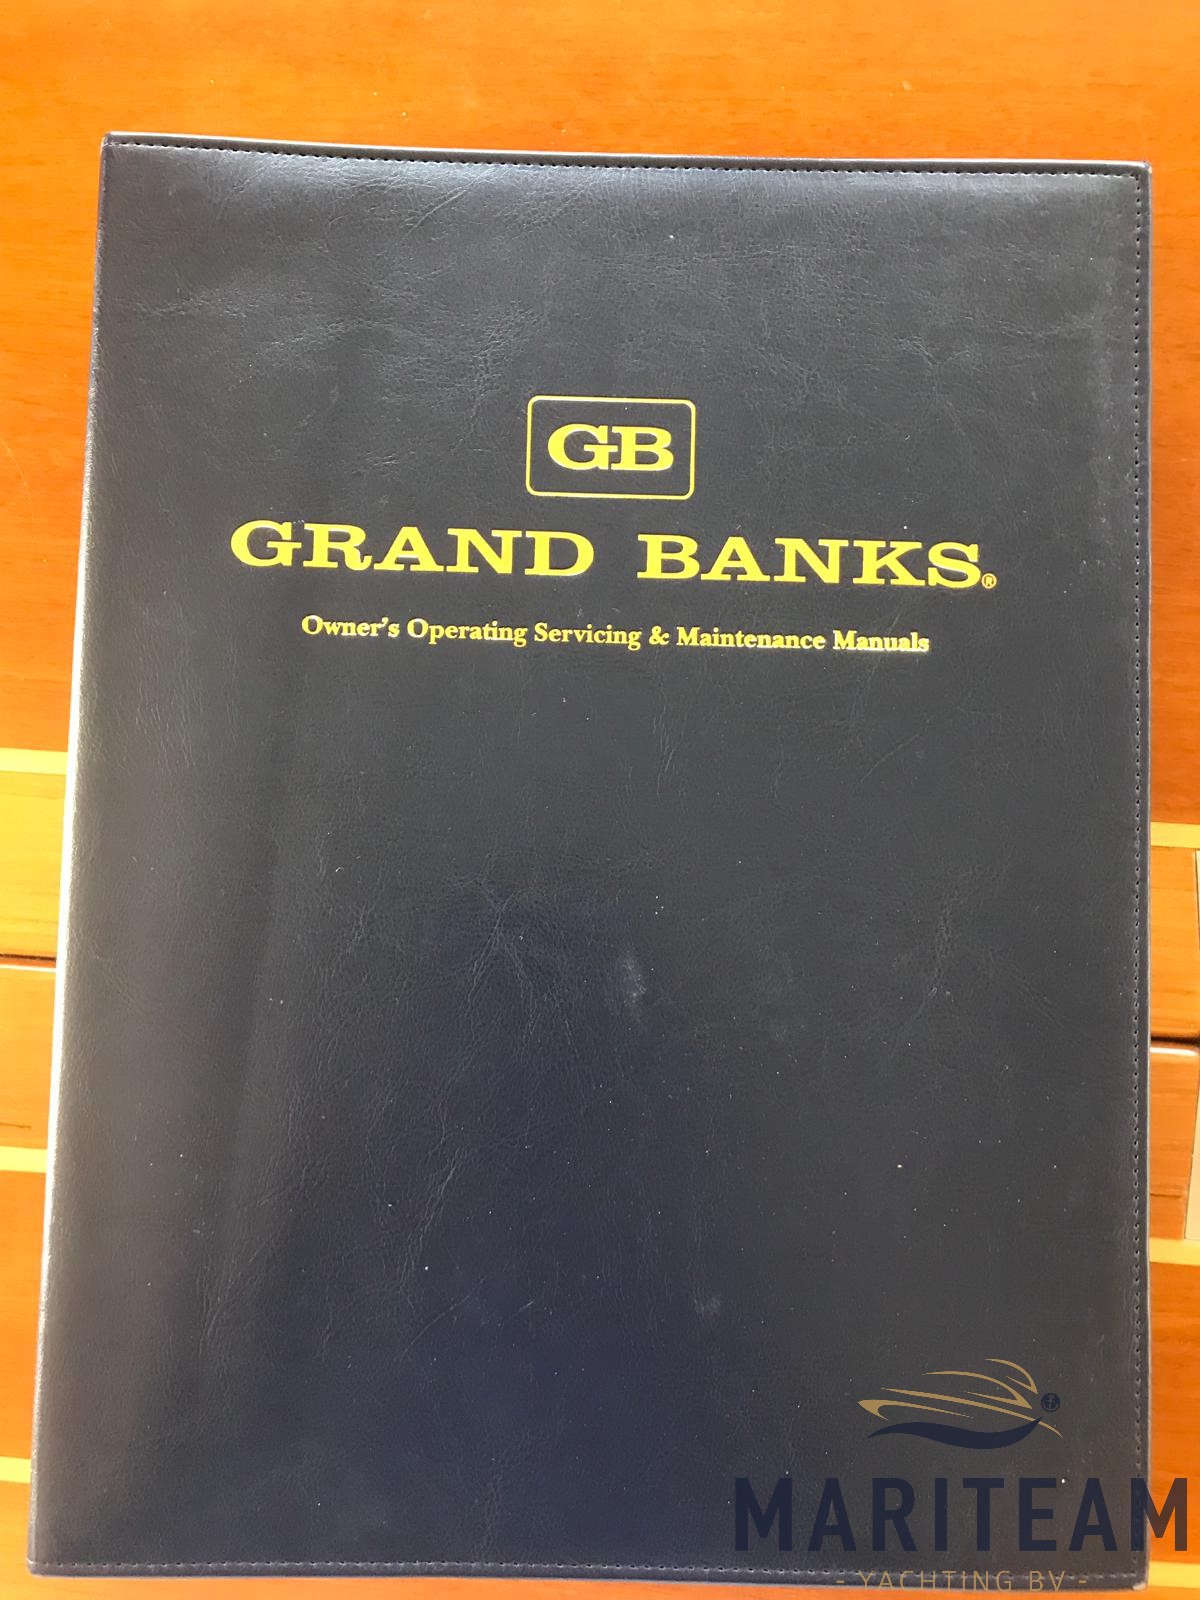 GB
GRAND BANKS®
Owner's Operating Servicing & Maintenance Manuals
MARITEAM
- YACHTING BV -